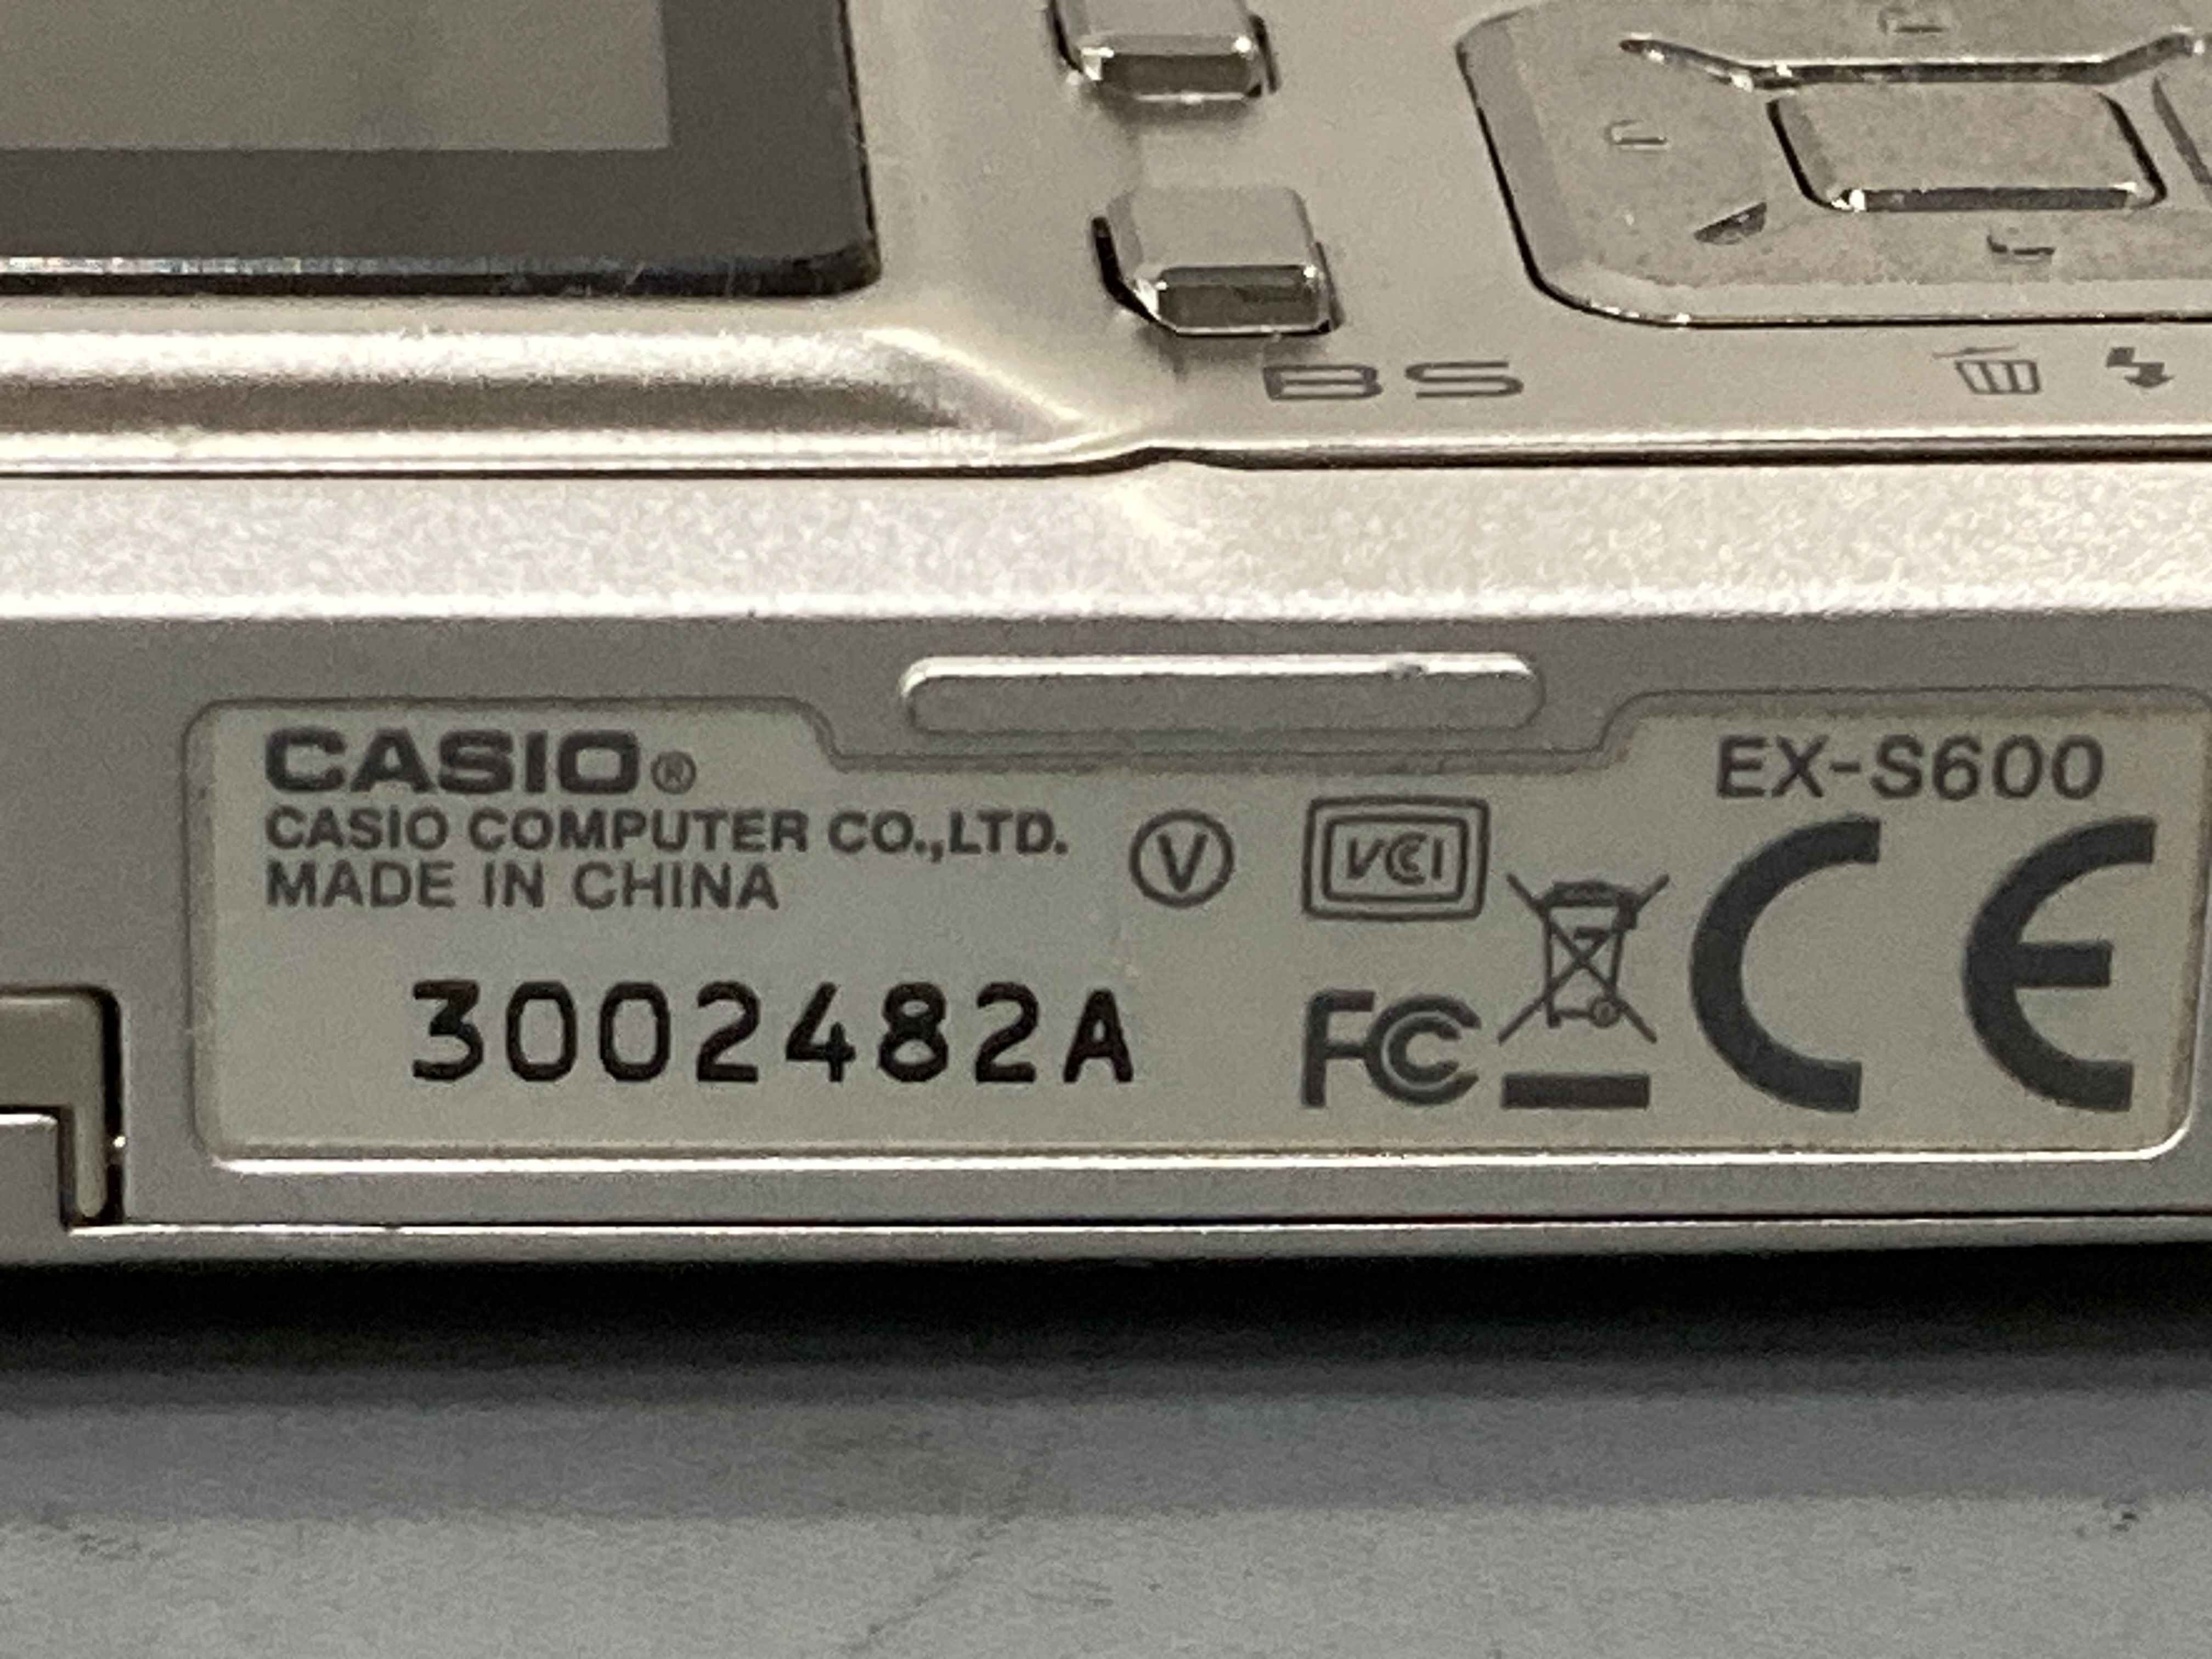 BS
CASIO®
EX-S600
CASIO COMPUTER CO.,LTD.
MADE IN CHINA
V
VCI
FC
CE
3002482A